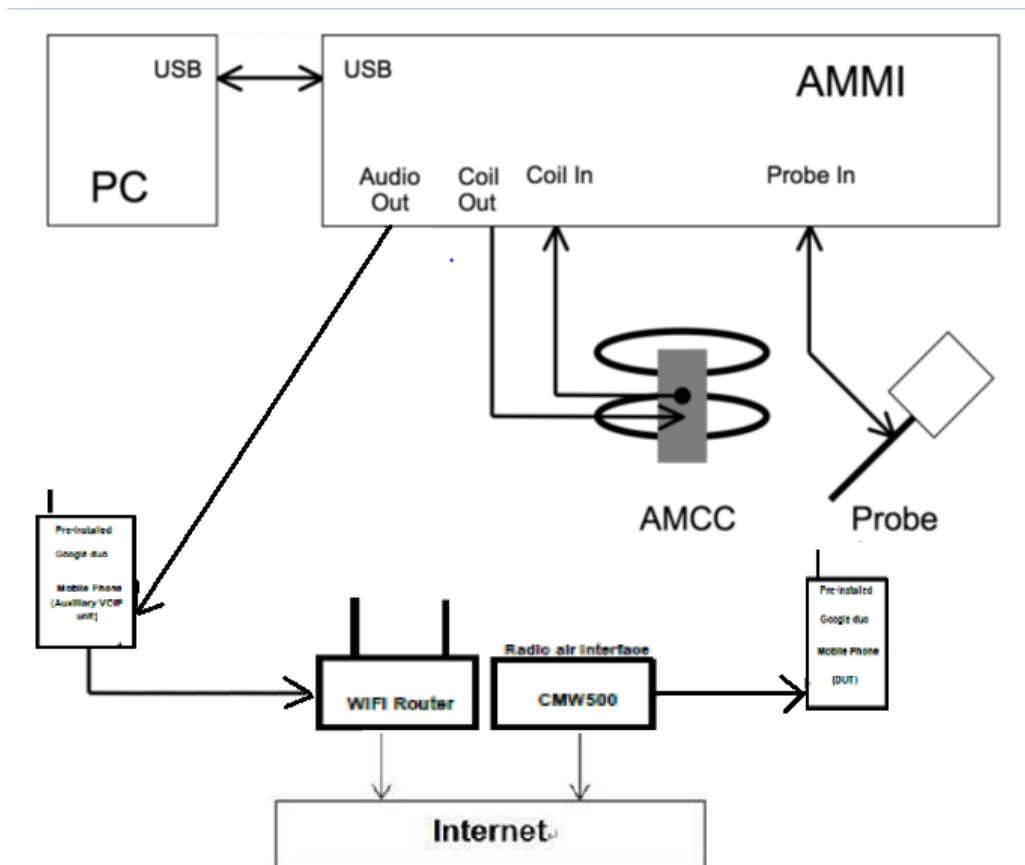 USB
USB
AMMI
PC
Audio
Out
Coil
Out
Coil In
Probe In
AMCC
Probe
Pre-Installed
Google duo
Mobile Phone
(Auxiliary VOIP
unit)
Pre-Installed
Google duo
Mobile Phone
(DUT)
Radio air Interface
WIFI Router
CMW500
Internet